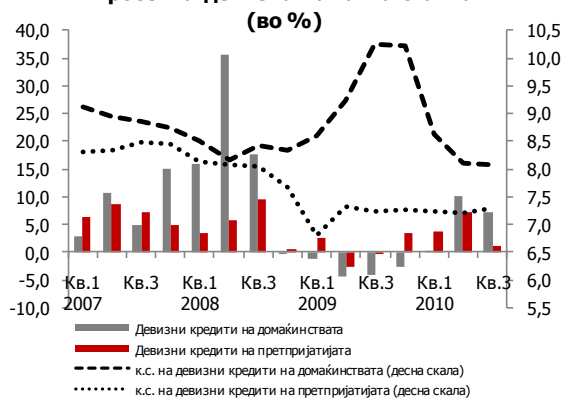 (во %)
40,0 10,5
35,0 10,0
30,0 9,5
25,0 9,0
20,0 8,5
15,0 8,0
10,0 7,5
5,0 7,0
0,0 6,5
-5,0 6,0
-10,0 5,5
Кв.1 Кв.3 Кв.1 Кв.3 Кв.1 Кв.3 Кв.1 Кв.3
2007 2008 2009 2010
Девизни кредити на домаќинствата
Девизни кредити на претпријатијата
к.с. на девизни кредити на домаќинствата (десна скала)
к.с. на девизни кредити на претпријатијата (десна скала)